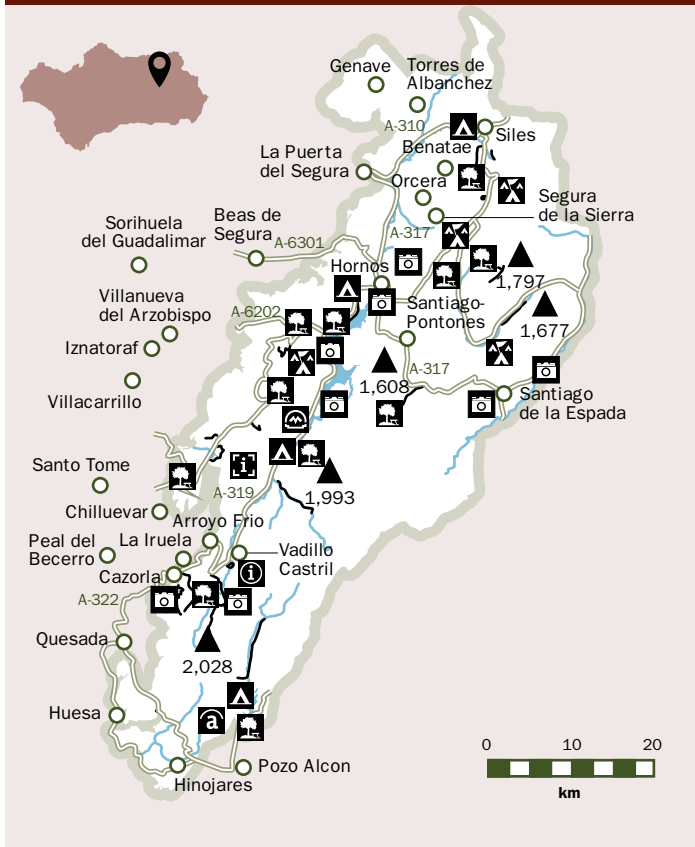 Genave
Torres de
Albanchez
A-310
Siles
Benatae
La Puerta
del Segura
Orcera
Segura
de la Sierra
Sorihuela
del Guadalimar
Beas de
Segura
A-6301
A-317
Hornos
1,797
Villanueva
del Arzobispo
A-6202
Santiago-
Pontones
1,677
Iznatoraf
A-317
1,608
Villacarrillo
Santiago
de la Espada
Santo Tome
i
A-319
1,993
Chilluevar
Arroyo Frio
Peal del
Becerro
La Iruela
Vadillo
Castril
Cazorla
i
A-322
Quesada
2,028
Huesa
a
Pozo Alcon
Hinojares
0 10 20
km